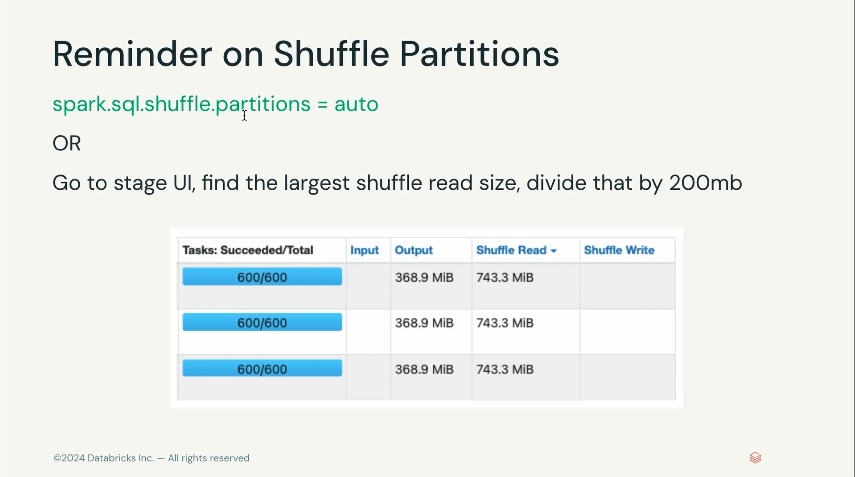 Reminder on Shuffle Partitions
spark.sql.shuffle.partitions = auto
OR
Go to stage UI, find the largest shuffle read size, divide that by 200mb
Tasks: Succeeded/Total Input Output Shuffle Read Shuffle Write
600/600 368.9 MiB 743.3 MiB
600/600 368.9 MiB 743.3 MiB
600/600 368.9 MiB 743.3 MiB
©2024 Databricks Inc. — All rights reserved